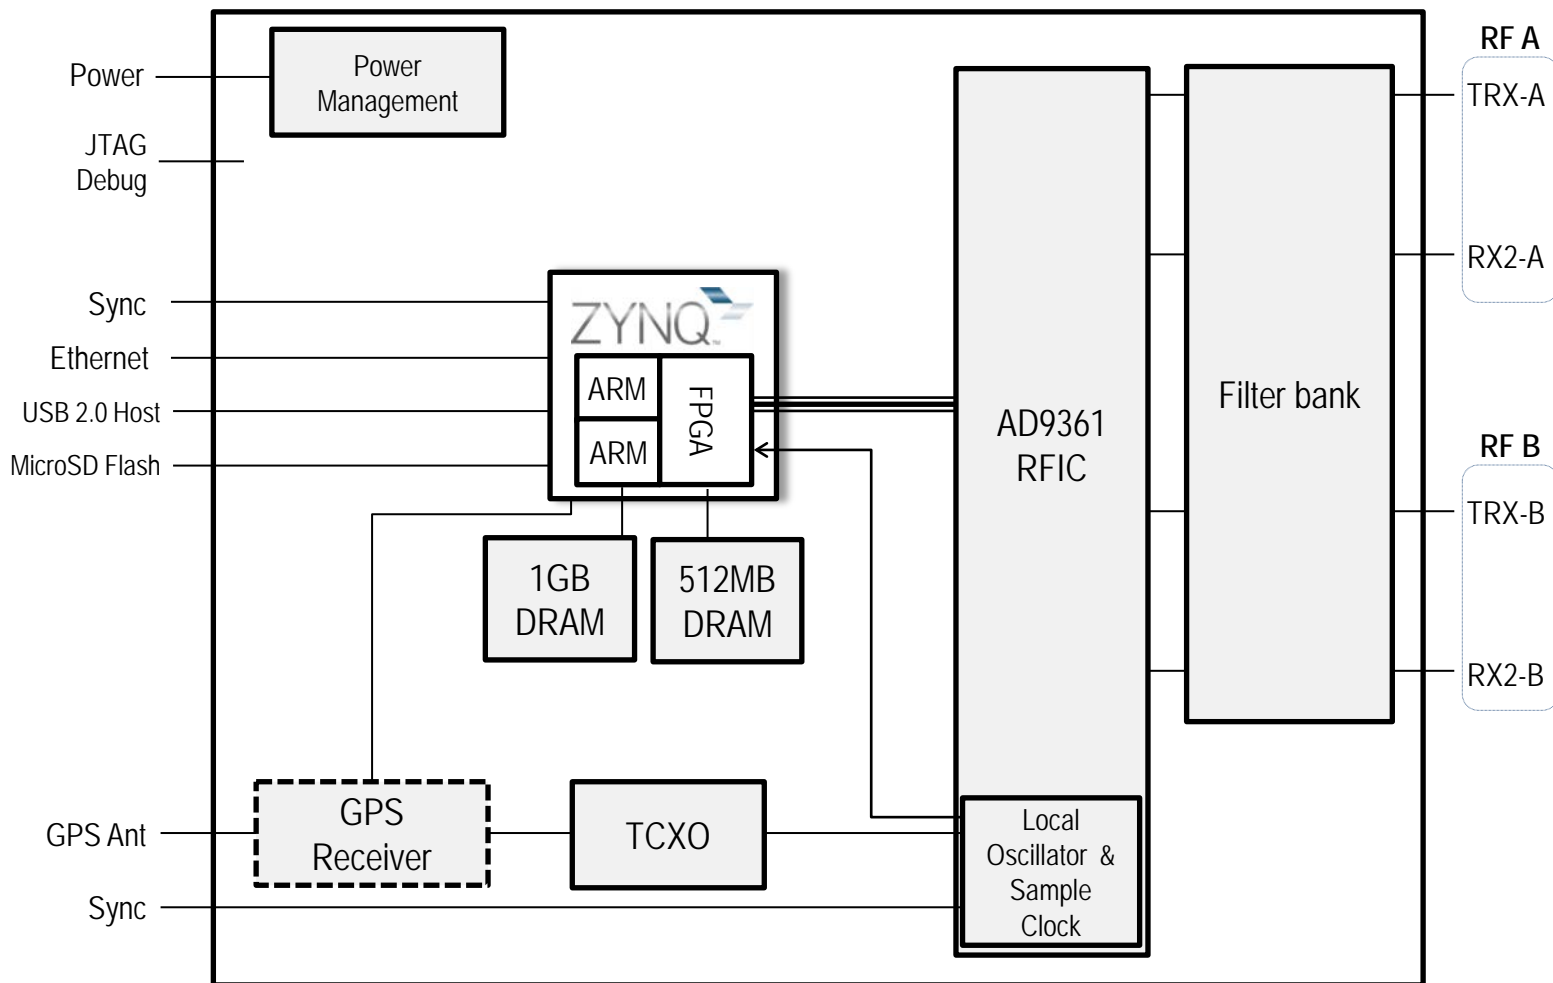 RF A
Power
Power
Management
TRX-A
JTAG
Debug
RX2-A
Sync
ZYNQ™
Ethernet
ARM
FPGA
Filter bank
USB 2.0 Host
AD9361
RFIC
RF B
MicroSD Flash
ARM
TRX-B
1GB
DRAM
512MB
DRAM
RX2-B
GPS Ant
GPS
Receiver
TCXO
Local
Oscillator &
Sample
Clock
Sync